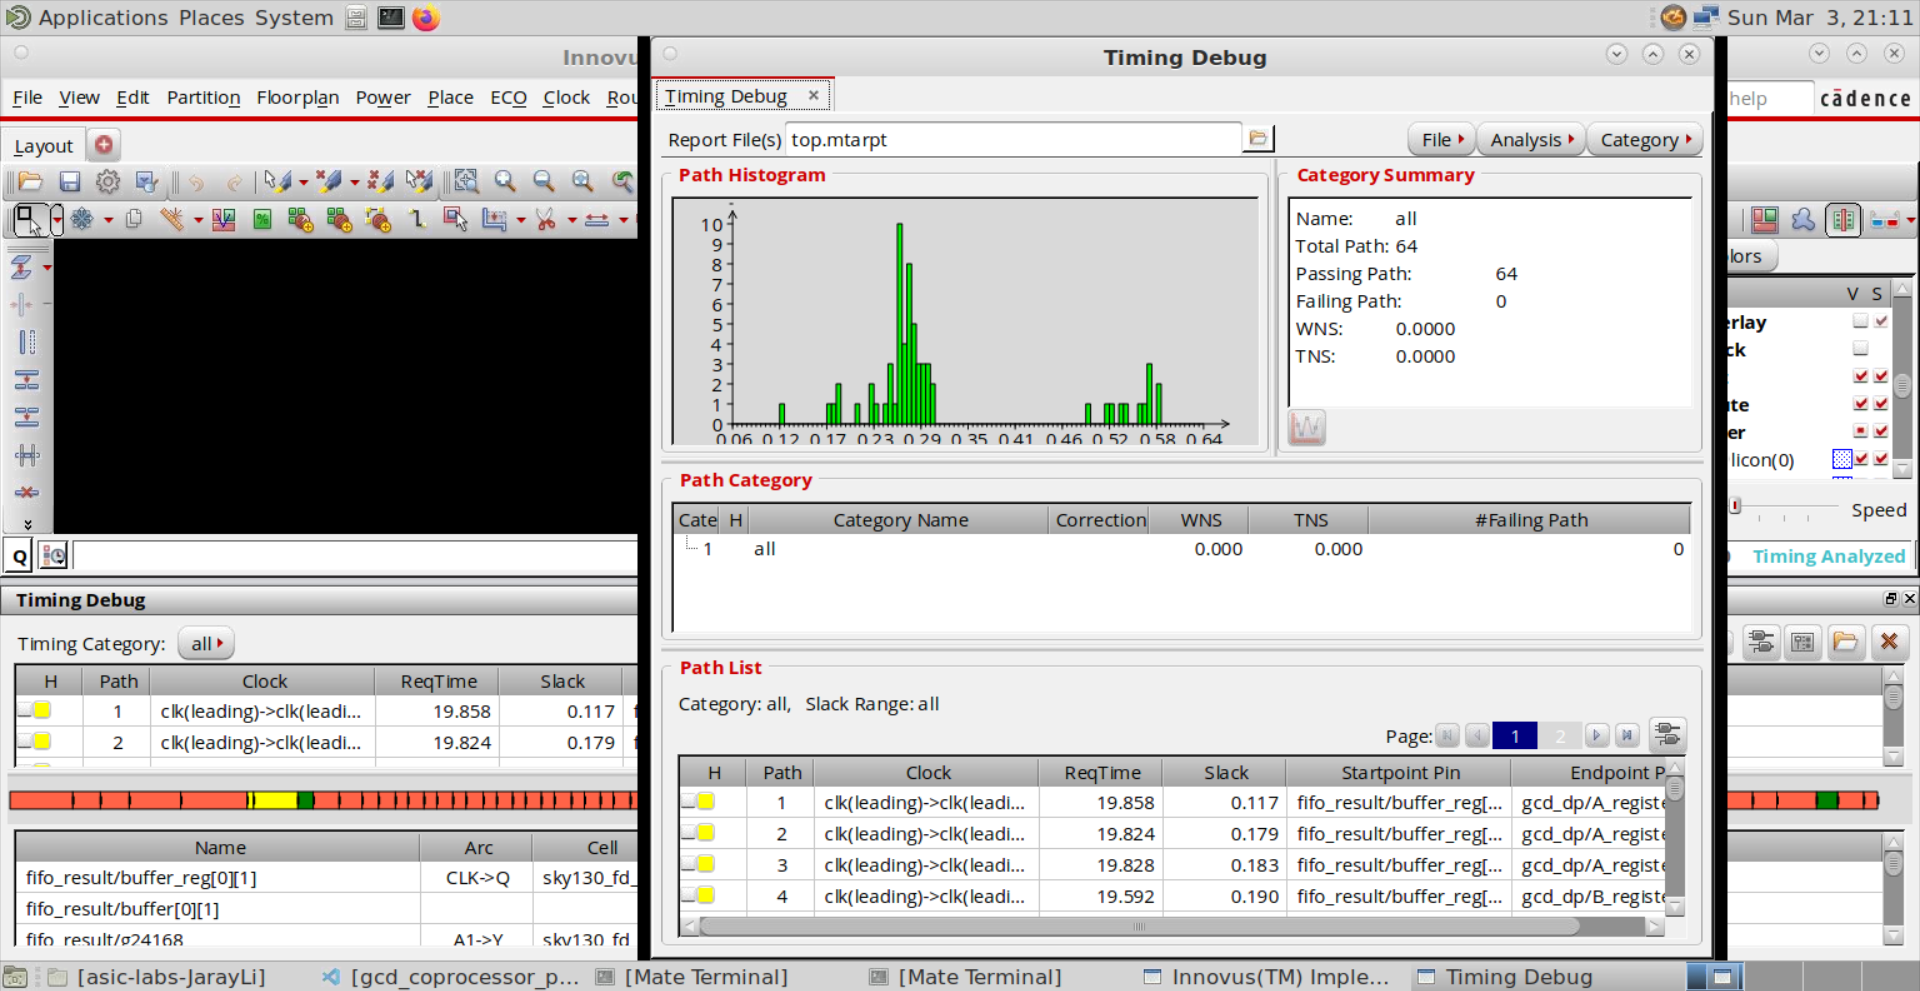 Applications Places System
Sun Mar 3, 21:11
Innovu
Timing Debug
File View Edit Partition Floorplan Power Place ECO Clock Rou
help
cādence
Timing Debug ×
Layout
Report File(s) top.mtarpt
File Analysis Category
Path Histogram
10
9
8
7
6
5
4
3
2
1
0
0.06 0.12 0.17 0.23 0.29 0.35 0.41 0.46 0.52 0.58 0.64
Category Summary
Name: all
Total Path: 64
Passing Path: 64
Failing Path: 0
WNS: 0.0000
TNS: 0.0000
lors
V S
erlay
ck
te
er
licon(0)
Speed
Timing Analyzed
Q
Path Category
Cate H Category Name Correction WNS TNS #Failing Path
1 all 0.000 0.000 0
Timing Debug
Timing Category: all
H Path Clock ReqTime Slack
1 clk(leading)->clk(leadi... 19.858 0.117 f
2 clk(leading)->clk(leadi... 19.824 0.179 f
Name Arc Cell
fifo_result/buffer_reg[0][1] CLK->Q sky130_fd_
fifo_result/buffer[0][1]
fifo_result/g24168 A1->Y sky130_fd_
Path List
Category: all, Slack Range: all
Page: 1 2
H Path Clock ReqTime Slack Startpoint Pin Endpoint P
1 clk(leading)->clk(leadi... 19.858 0.117 fifo_result/buffer_reg[... gcd_dp/A_registe
2 clk(leading)->clk(leadi... 19.824 0.179 fifo_result/buffer_reg[... gcd_dp/A_registe
3 clk(leading)->clk(leadi... 19.828 0.183 fifo_result/buffer_reg[... gcd_dp/A_registe
4 clk(leading)->clk(leadi... 19.592 0.190 fifo_result/buffer_reg[... gcd_dp/B_registe
[asic-labs-JarayLi] [gcd_coprocessor_p... [Mate Terminal] [Mate Terminal] Innovus(TM) Imple... Timing Debug